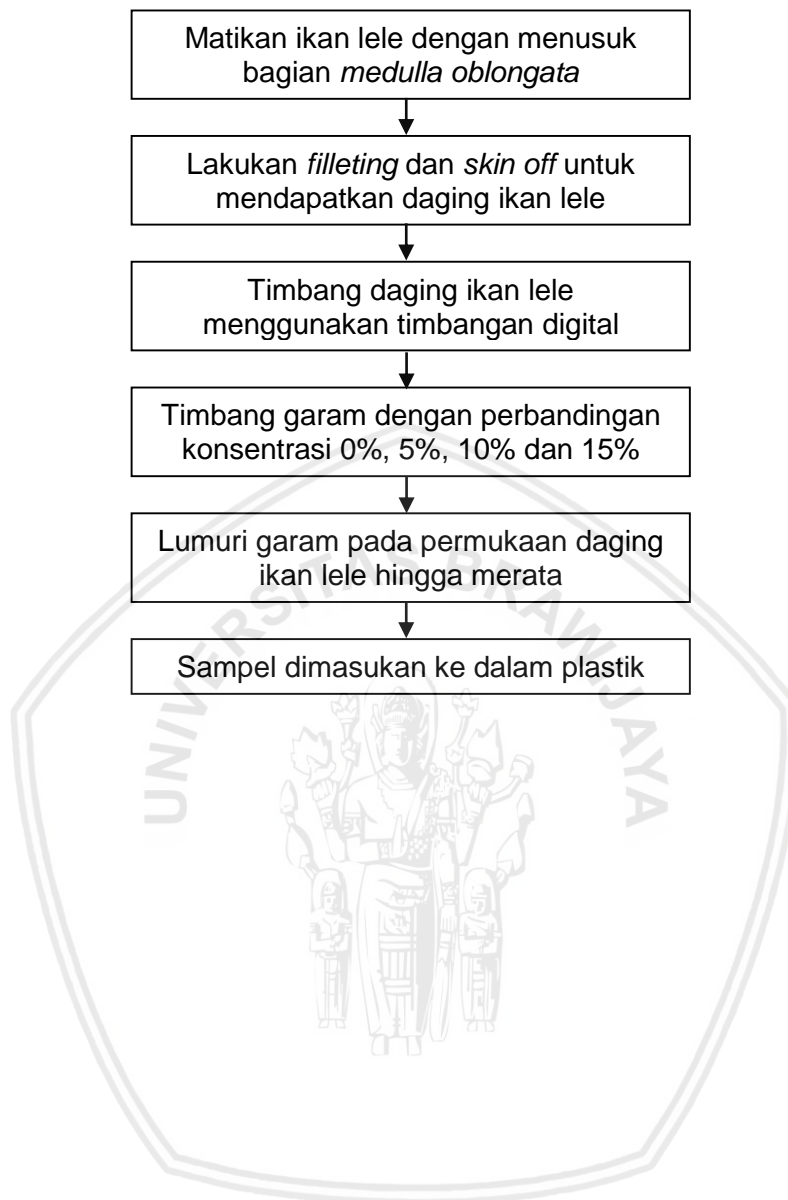 Matikan ikan lele dengan menusuk
bagian medulla oblongata
Lakukan filleting dan skin off untuk
mendapatkan daging ikan lele
Timbang daging ikan lele
menggunakan timbangan digital
Timbang garam dengan perbandingan
konsentrasi 0%, 5%, 10% dan 15%
Lumuri garam pada permukaan daging
ikan lele hingga merata
Sampel dimasukan ke dalam plastik
UNIVERSITAS BRAWIJAYA